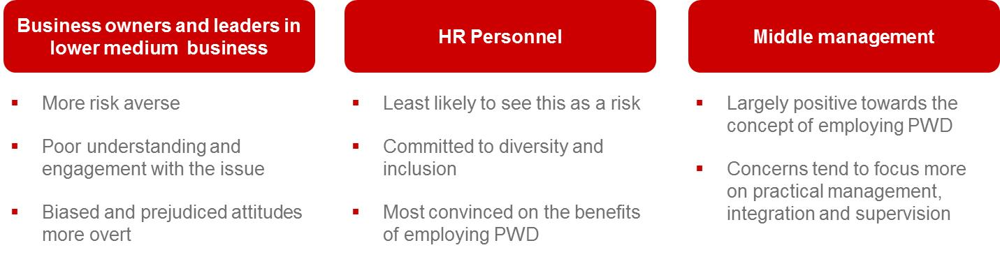 Business owners and leaders in
lower medium  business
▪ More risk averse
▪ Poor understanding and
engagement with the issue
▪ Biased and prejudiced attitudes
more overt
HR Personnel
▪ Least likely to see this as a risk
▪ Committed to diversity and
inclusion
▪ Most convinced on the benefits
of employing PWD
Middle management
▪ Largely positive towards the
concept of employing PWD
▪ Concerns tend to focus more
on practical management,
integration and supervision